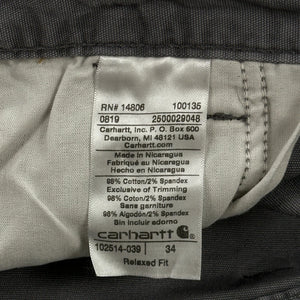 RN# 14806 100135
0819 2500029048
Carhartt, Inc. P.O. Box 600
Dearborn, MI 48121 USA
Carhartt.com
Made in Nicaragua
Fabriqué au Nicaragua
Hecho en Nicaragua
98% Cotton/2% Spandex
Exclusive of Trimming
98% Coton/2% Spandex
Sans garniture
98% Algodón/2% Spandex
Sin incluir adorno
carhartt
102514-039 34
Relaxed Fit